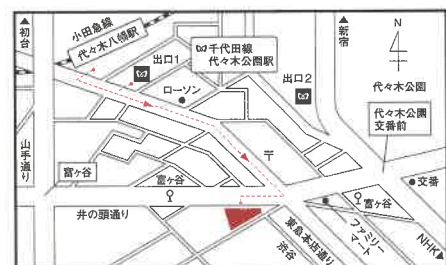 ▲初台
小田急線
代々木八幡駅
出口1
千代田線
代々木公園駅
出口2
▲新宿
N
代々木公園
代々木公園
交番前
ローソン
〒
山手通り
富ヶ谷
富ヶ谷
井の頭通り
交番
富ヶ谷
ファミリー
マート
東急本店通り
渋谷
NHK▶